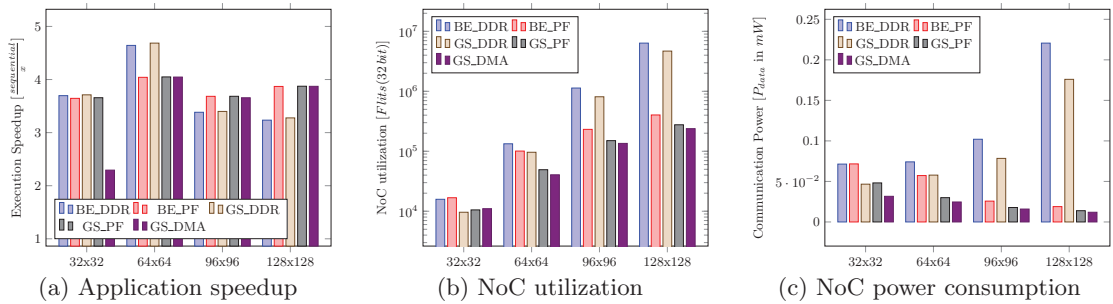 Execution Speedup [sequential/x]
5
4
3
2
1
BE_DDR BE_PF GS_DDR
GS_PF GS_DMA
32x32 64x64 96x96 128x128
(a) Application speedup
NoC utilization [Flits(32 bit)]
10^7
10^6
10^5
10^4
BE_DDR BE_PF
GS_DDR GS_PF
GS_DMA
32x32 64x64 96x96 128x128
(b) NoC utilization
Communication Power [P_data in mW]
0.25
0.2
0.15
0.1
5·10^-2
0
BE_DDR BE_PF
GS_DDR GS_PF
GS_DMA
32x32 64x64 96x96 128x128
(c) NoC power consumption